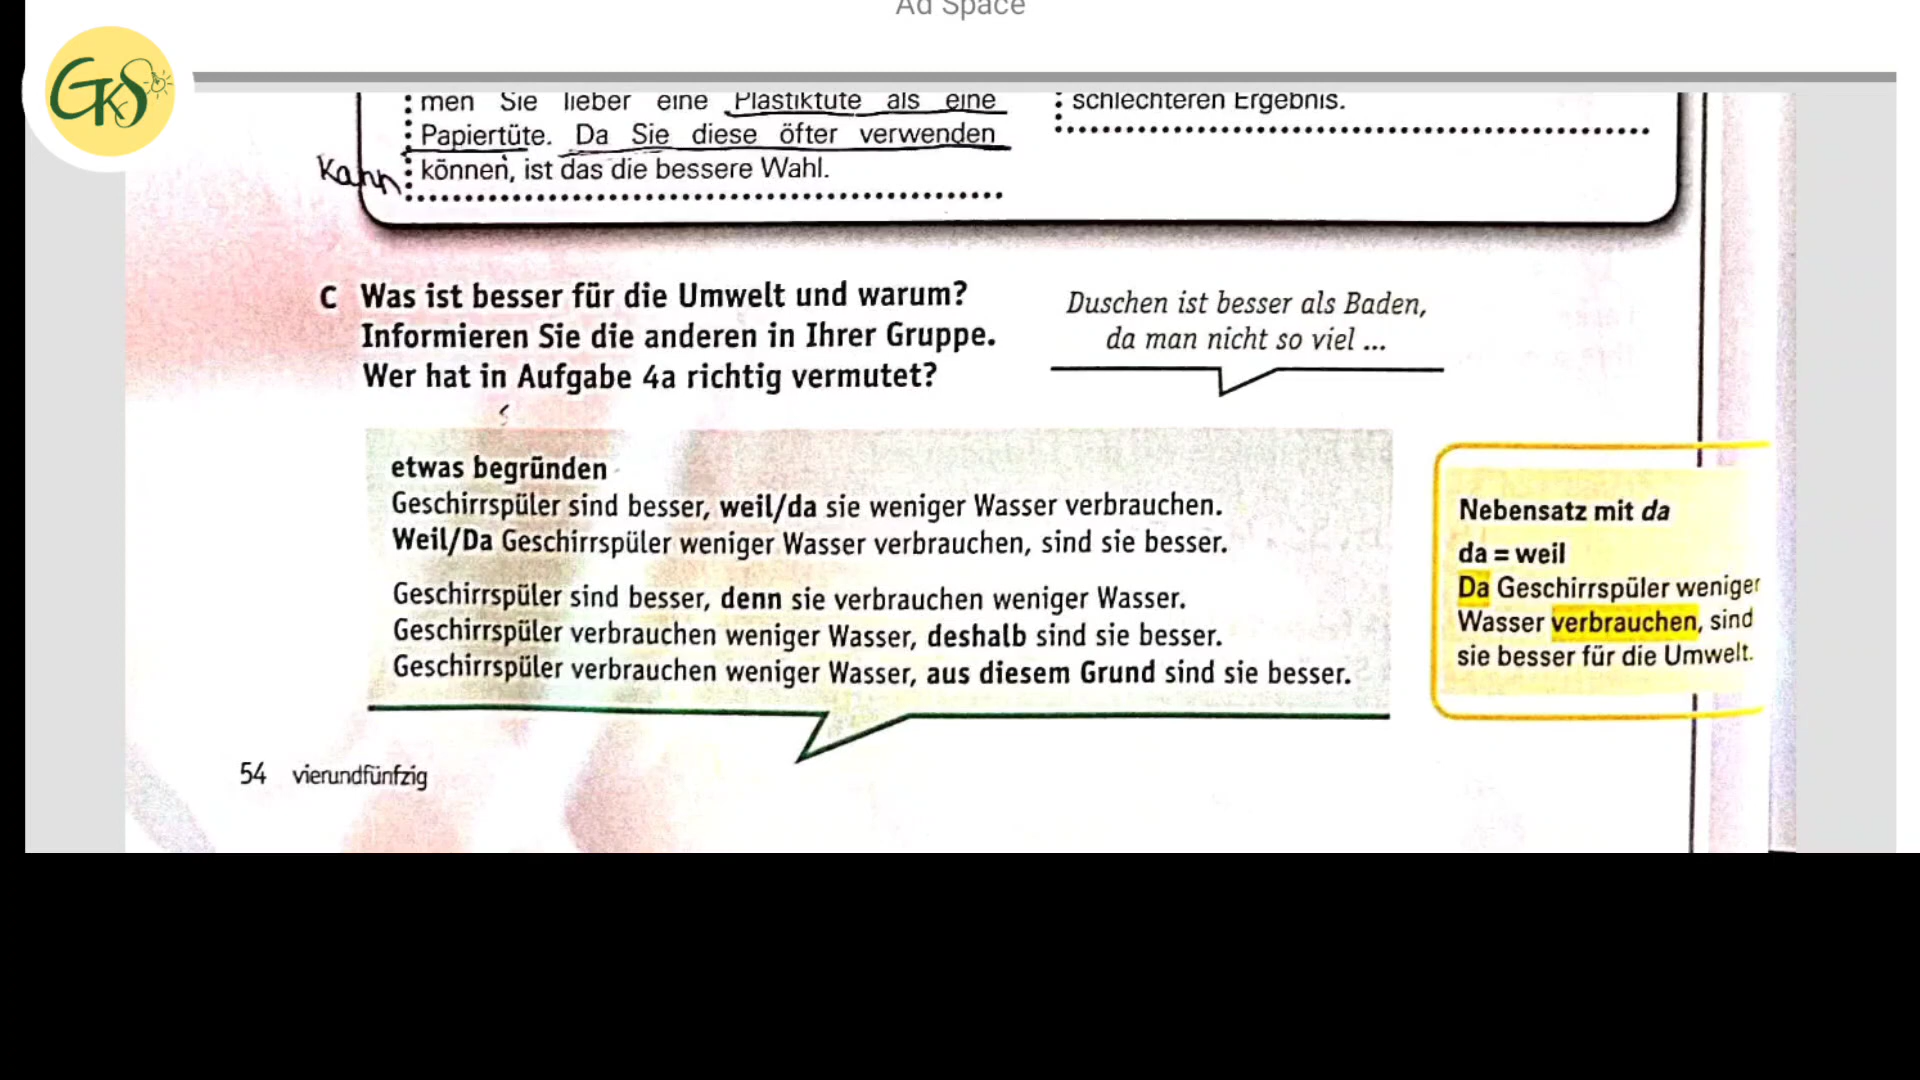 Ad Space
GKS
men Sie lieber eine Plastiktüte als eine
Papiertüte. Da Sie diese öfter verwenden
können, ist das die bessere Wahl.
Kann
schlechteren Ergebnis.
C Was ist besser für die Umwelt und warum?
Informieren Sie die anderen in Ihrer Gruppe.
Wer hat in Aufgabe 4a richtig vermutet?
Duschen ist besser als Baden,
da man nicht so viel ...
etwas begründen
Geschirrspüler sind besser, weil/da sie weniger Wasser verbrauchen.
Weil/Da Geschirrspüler weniger Wasser verbrauchen, sind sie besser.
Geschirrspüler sind besser, denn sie verbrauchen weniger Wasser.
Geschirrspüler verbrauchen weniger Wasser, deshalb sind sie besser.
Geschirrspüler verbrauchen weniger Wasser, aus diesem Grund sind sie besser.
Nebensatz mit da
da = weil
Da Geschirrspüler weniger
Wasser verbrauchen, sind
sie besser für die Umwelt.
54 vierundfünfzig